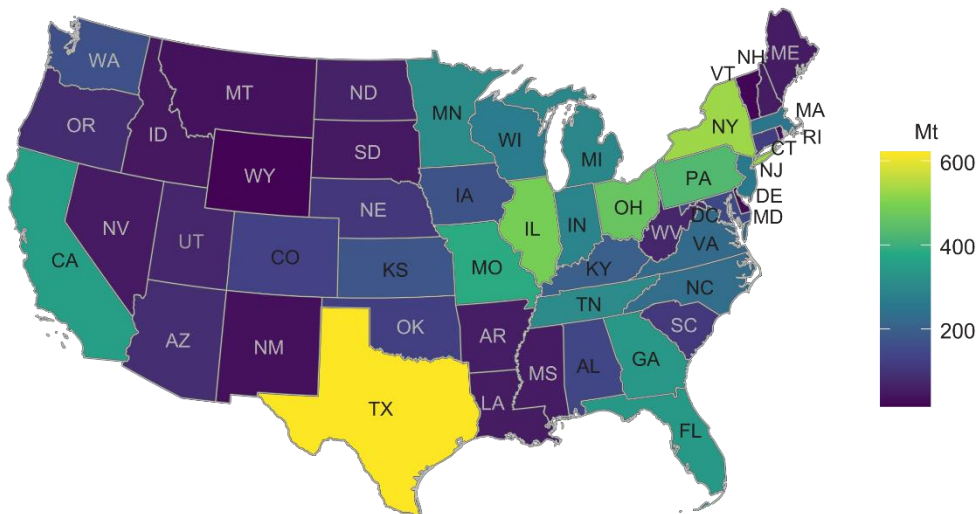 WA
MT
ND
MN
OR
ID
SD
WI
MI
WY
NE
IA
NV
UT
CO
IL
IN
OH
PA
NY
VT
NH
ME
MA
RI
CT
NJ
DE
MD
DC
WV
VA
CA
KS
MO
KY
NC
TN
AZ
NM
OK
AR
SC
TX
LA
MS
AL
GA
FL
Mt
600
400
200